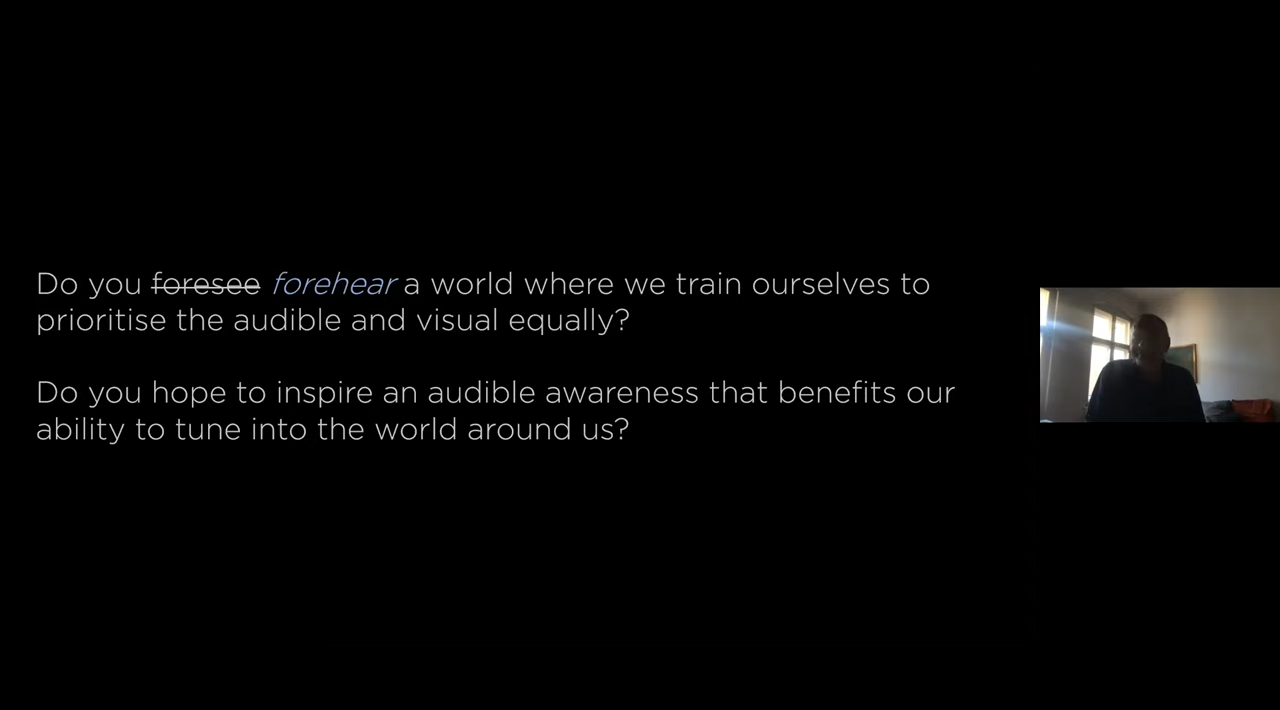 Do you foresee forehear a world where we train ourselves to
prioritise the audible and visual equally?
Do you hope to inspire an audible awareness that benefits our
ability to tune into the world around us?